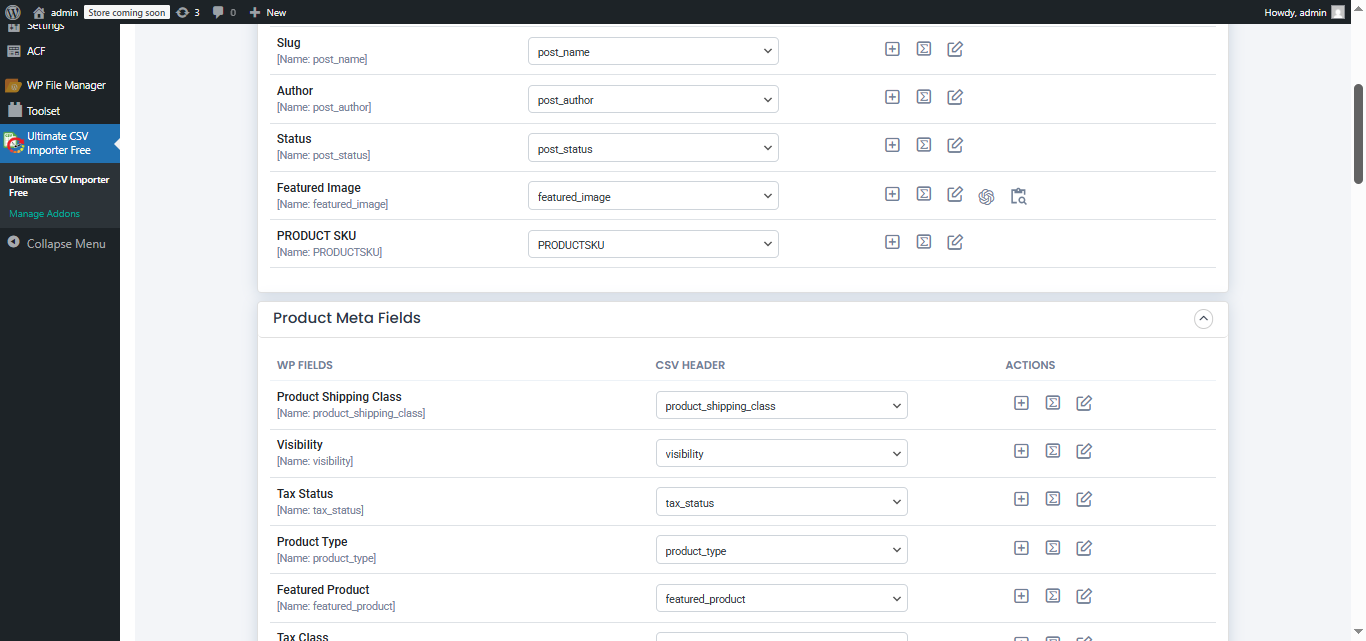 admin
Store coming soon
3
0
New
Howdy, admin
Settings
ACF
WP File Manager
Toolset
Ultimate CSV
Importer Free
Ultimate CSV Importer
Free
Manage Addons
Collapse Menu
Slug
[Name: post_name]
post_name
Author
[Name: post_author]
post_author
Status
[Name: post_status]
post_status
Featured Image
[Name: featured_image]
featured_image
PRODUCT SKU
[Name: PRODUCTSKU]
PRODUCTSKU
Product Meta Fields
WP FIELDS
CSV HEADER
ACTIONS
Product Shipping Class
[Name: product_shipping_class]
product_shipping_class
Visibility
[Name: visibility]
visibility
Tax Status
[Name: tax_status]
tax_status
Product Type
[Name: product_type]
product_type
Featured Product
[Name: featured_product]
featured_product
Tax Class